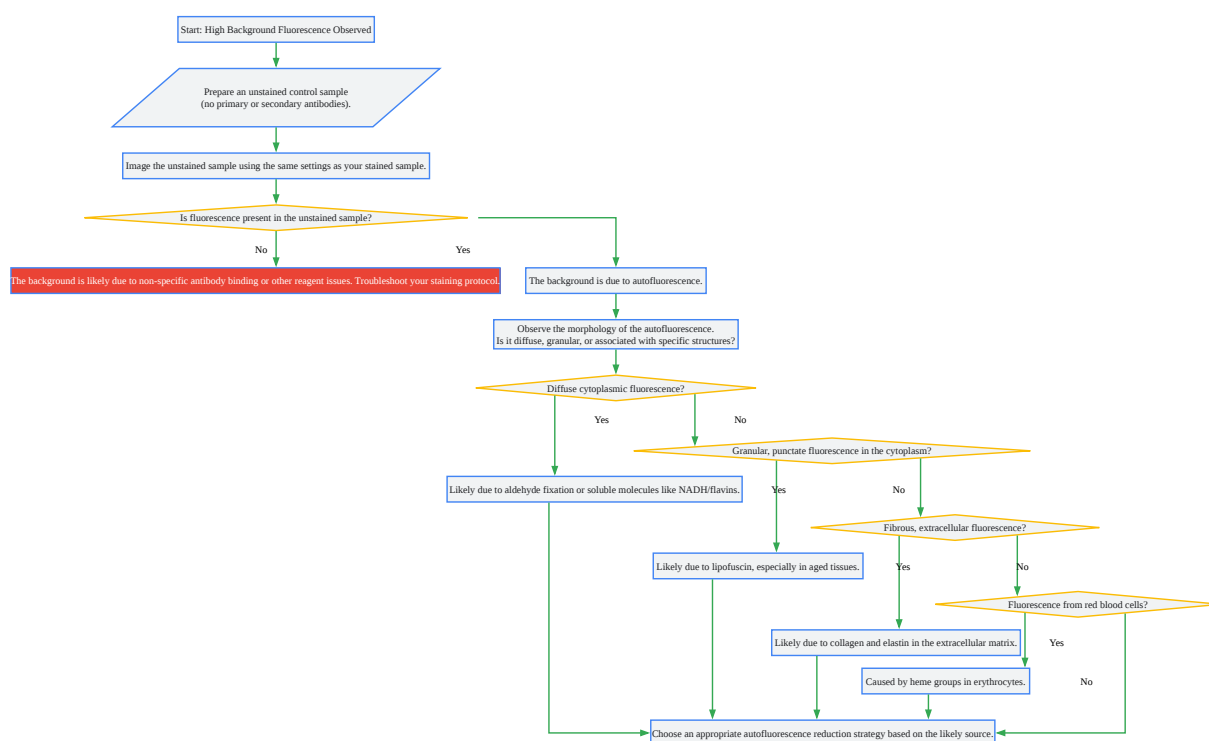 Start: High Background Fluorescence Observed
Prepare an unstained control sample
(no primary or secondary antibodies).
Image the unstained sample using the same settings as your stained sample.
Is fluorescence present in the unstained sample?
No
Yes
The background is likely due to non-specific antibody binding or other reagent issues. Troubleshoot your staining protocol.
The background is due to autofluorescence.
Observe the morphology of the autofluorescence.
Is it diffuse, granular, or associated with specific structures?
Diffuse cytoplasmic fluorescence?
Yes
No
Granular, punctate fluorescence in the cytoplasm?
Likely due to aldehyde fixation or soluble molecules like NADH/flavins.
Yes
No
Fibrous, extracellular fluorescence?
Likely due to lipofuscin, especially in aged tissues.
Yes
No
Fluorescence from red blood cells?
Likely due to collagen and elastin in the extracellular matrix.
Yes
Caused by heme groups in erythrocytes.
No
Choose an appropriate autofluorescence reduction strategy based on the likely source.